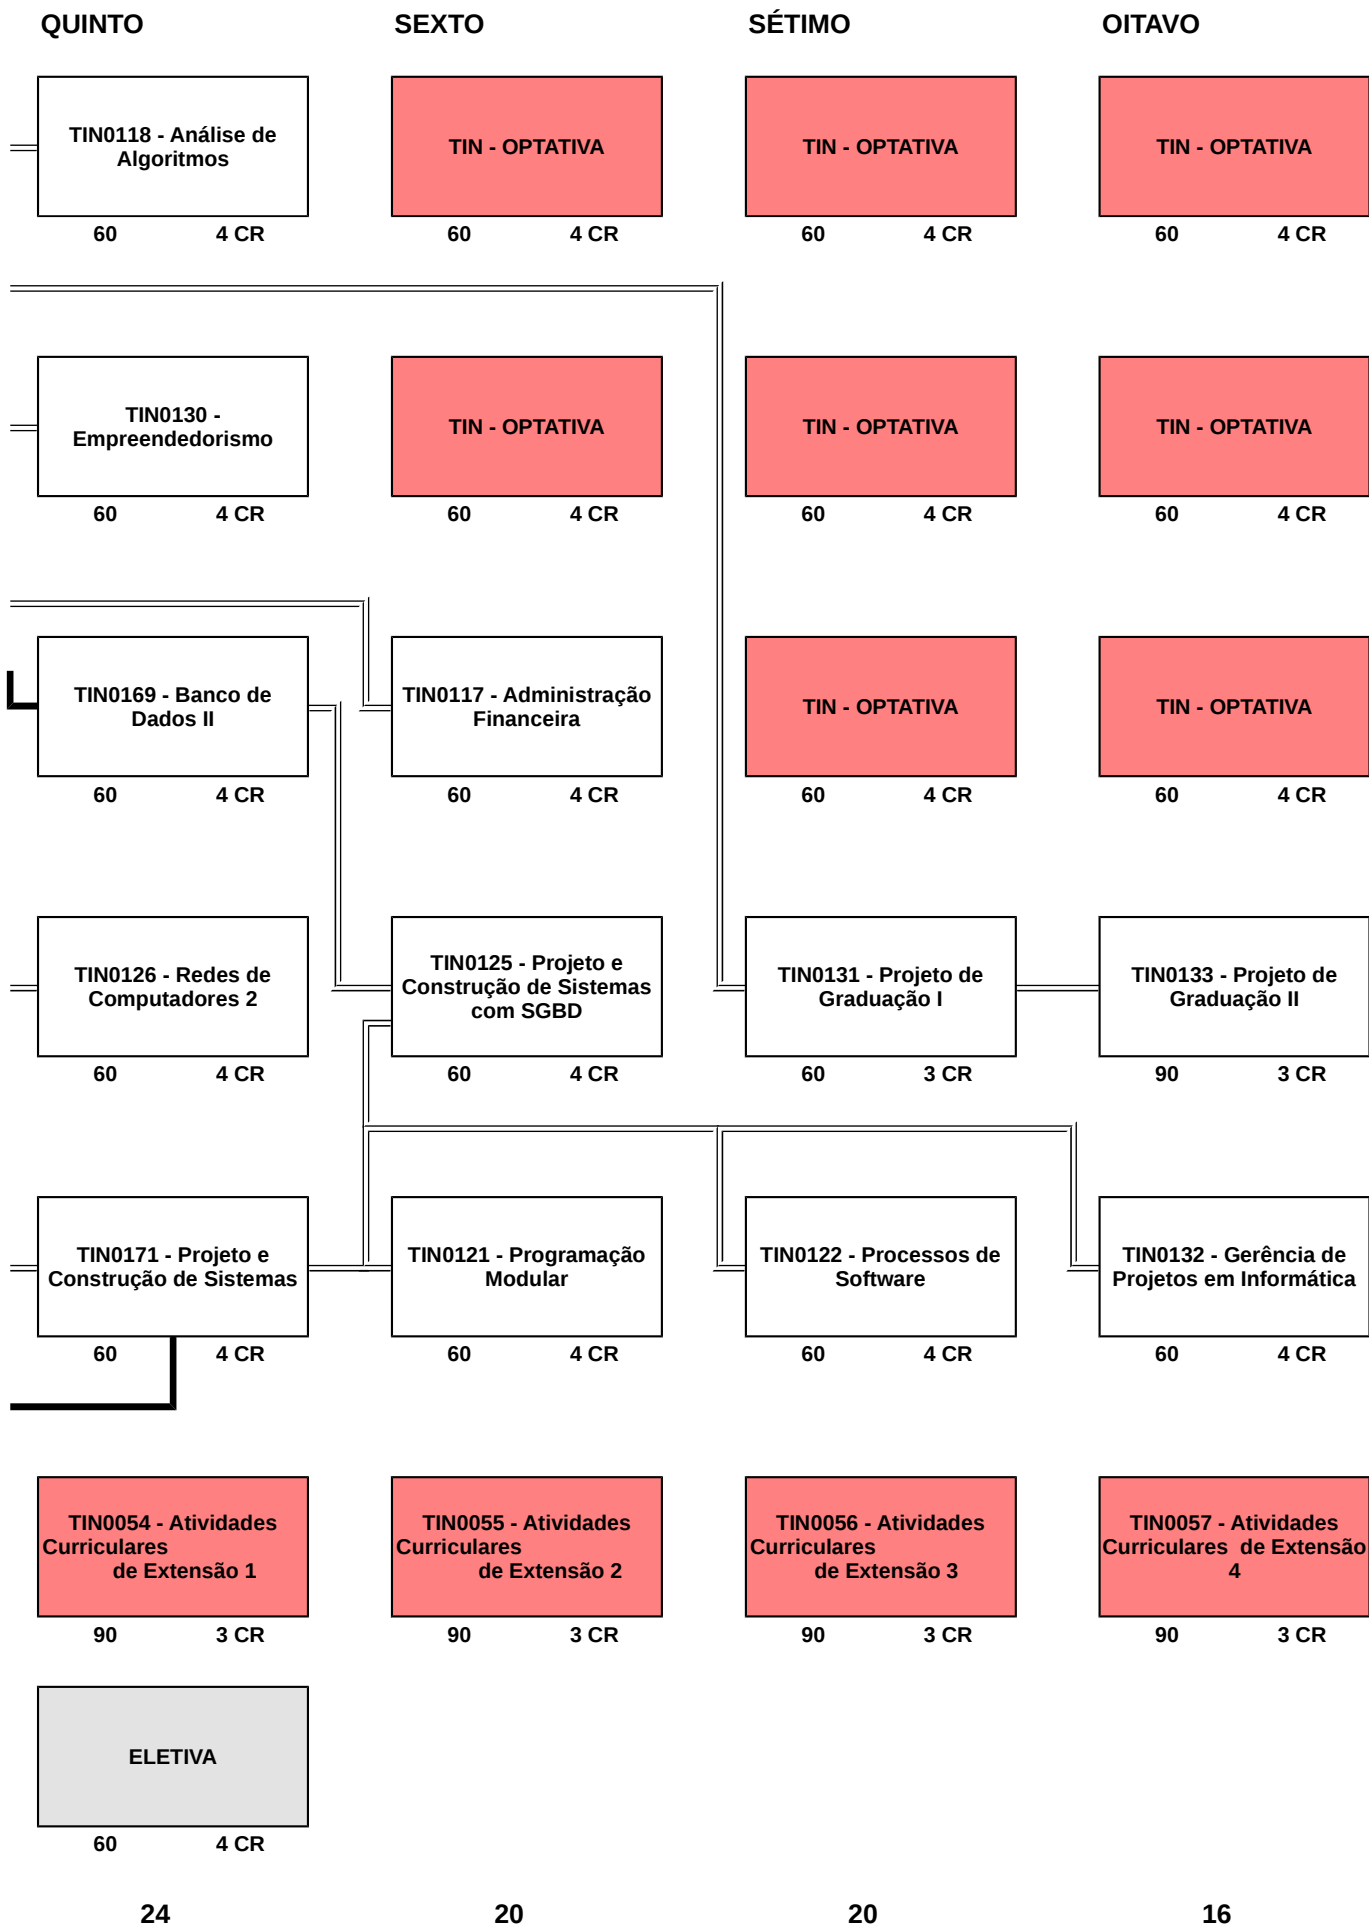 QUINTO SEXTO SÉTIMO OITAVO
TIN0118 - Análise de
Algoritmos
TIN - OPTATIVA
TIN - OPTATIVA
TIN - OPTATIVA
60 4 CR 60 4 CR 60 4 CR 60 4 CR
TIN0130 -
Empreendedorismo
TIN - OPTATIVA
TIN - OPTATIVA
TIN - OPTATIVA
60 4 CR 60 4 CR 60 4 CR 60 4 CR
TIN0169 - Banco de
Dados II
TIN0117 - Administração
Financeira
TIN - OPTATIVA
TIN - OPTATIVA
60 4 CR 60 4 CR 60 4 CR 60 4 CR
TIN0126 - Redes de
Computadores 2
TIN0125 - Projeto e
Construção de Sistemas
com SGBD
TIN0131 - Projeto de
Graduação I
TIN0133 - Projeto de
Graduação II
60 4 CR 60 4 CR 60 3 CR 90 3 CR
TIN0171 - Projeto e
Construção de Sistemas
TIN0121 - Programação
Modular
TIN0122 - Processos de
Software
TIN0132 - Gerência de
Projetos em Informática
60 4 CR 60 4 CR 60 4 CR 60 4 CR
TIN0054 - Atividades
Curriculares
de Extensão 1
TIN0055 - Atividades
Curriculares
de Extensão 2
TIN0056 - Atividades
Curriculares
de Extensão 3
TIN0057 - Atividades
Curriculares de Extensão
4
90 3 CR 90 3 CR 90 3 CR 90 3 CR
ELETIVA
60 4 CR
24 20 20 16